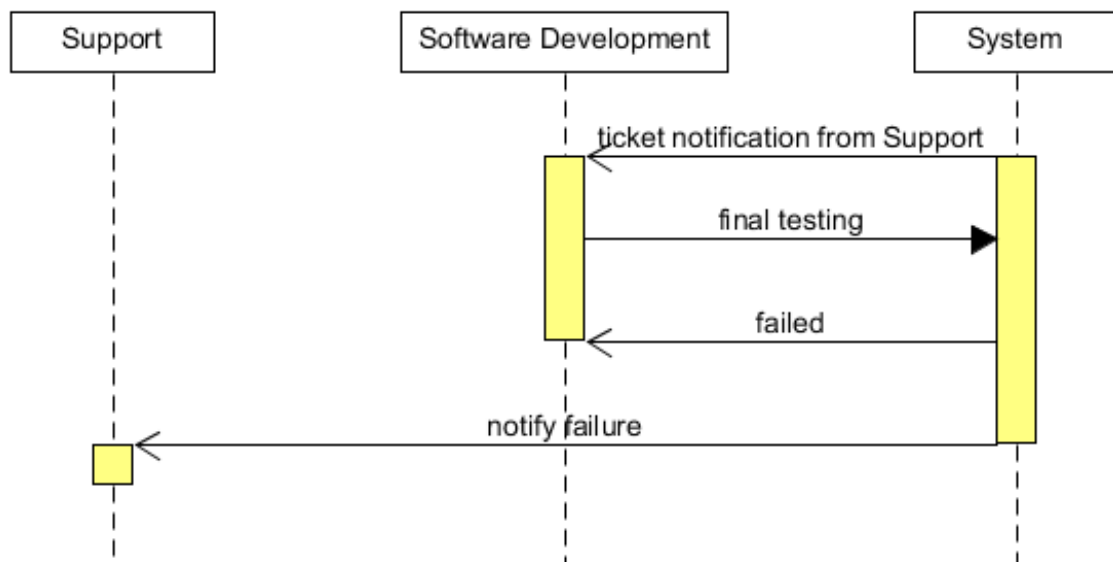 Support
Software Development
System
ticket notification from Support
final testing
failed
notify failure